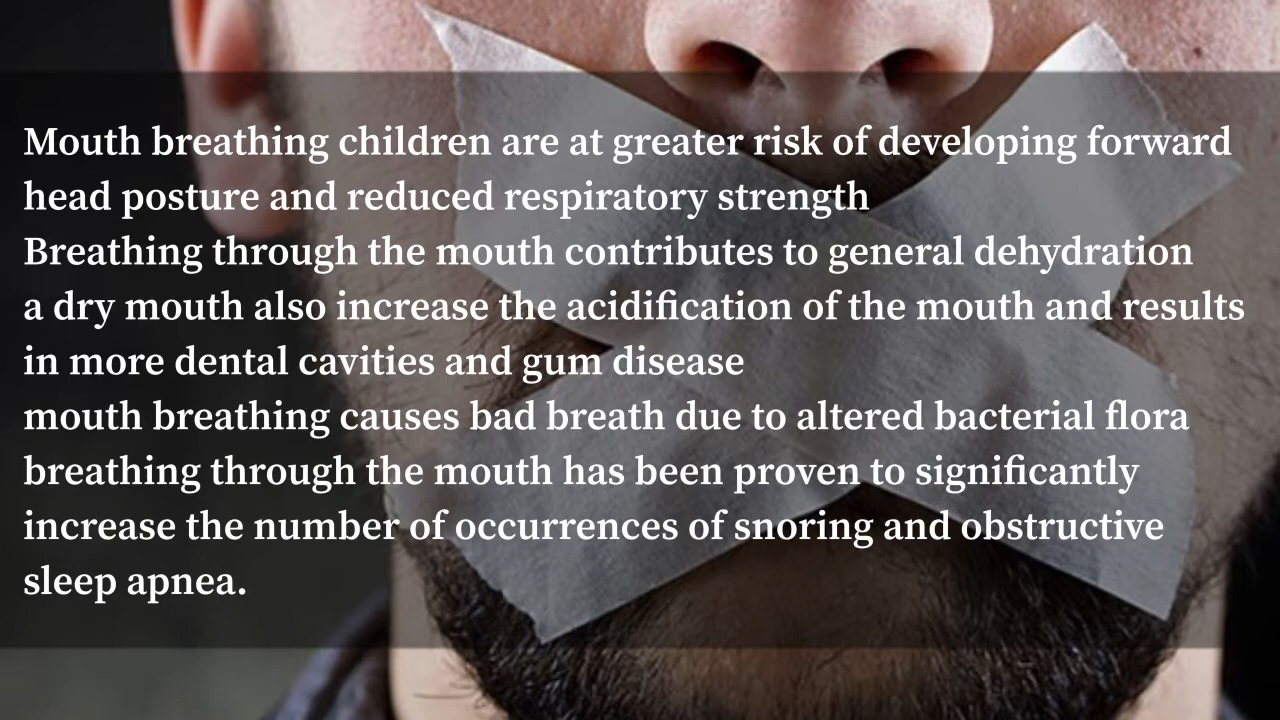 Mouth breathing children are at greater risk of developing forward
head posture and reduced respiratory strength
Breathing through the mouth contributes to general dehydration
a dry mouth also increase the acidification of the mouth and results
in more dental cavities and gum disease
mouth breathing causes bad breath due to altered bacterial flora
breathing through the mouth has been proven to significantly
increase the number of occurrences of snoring and obstructive
sleep apnea.